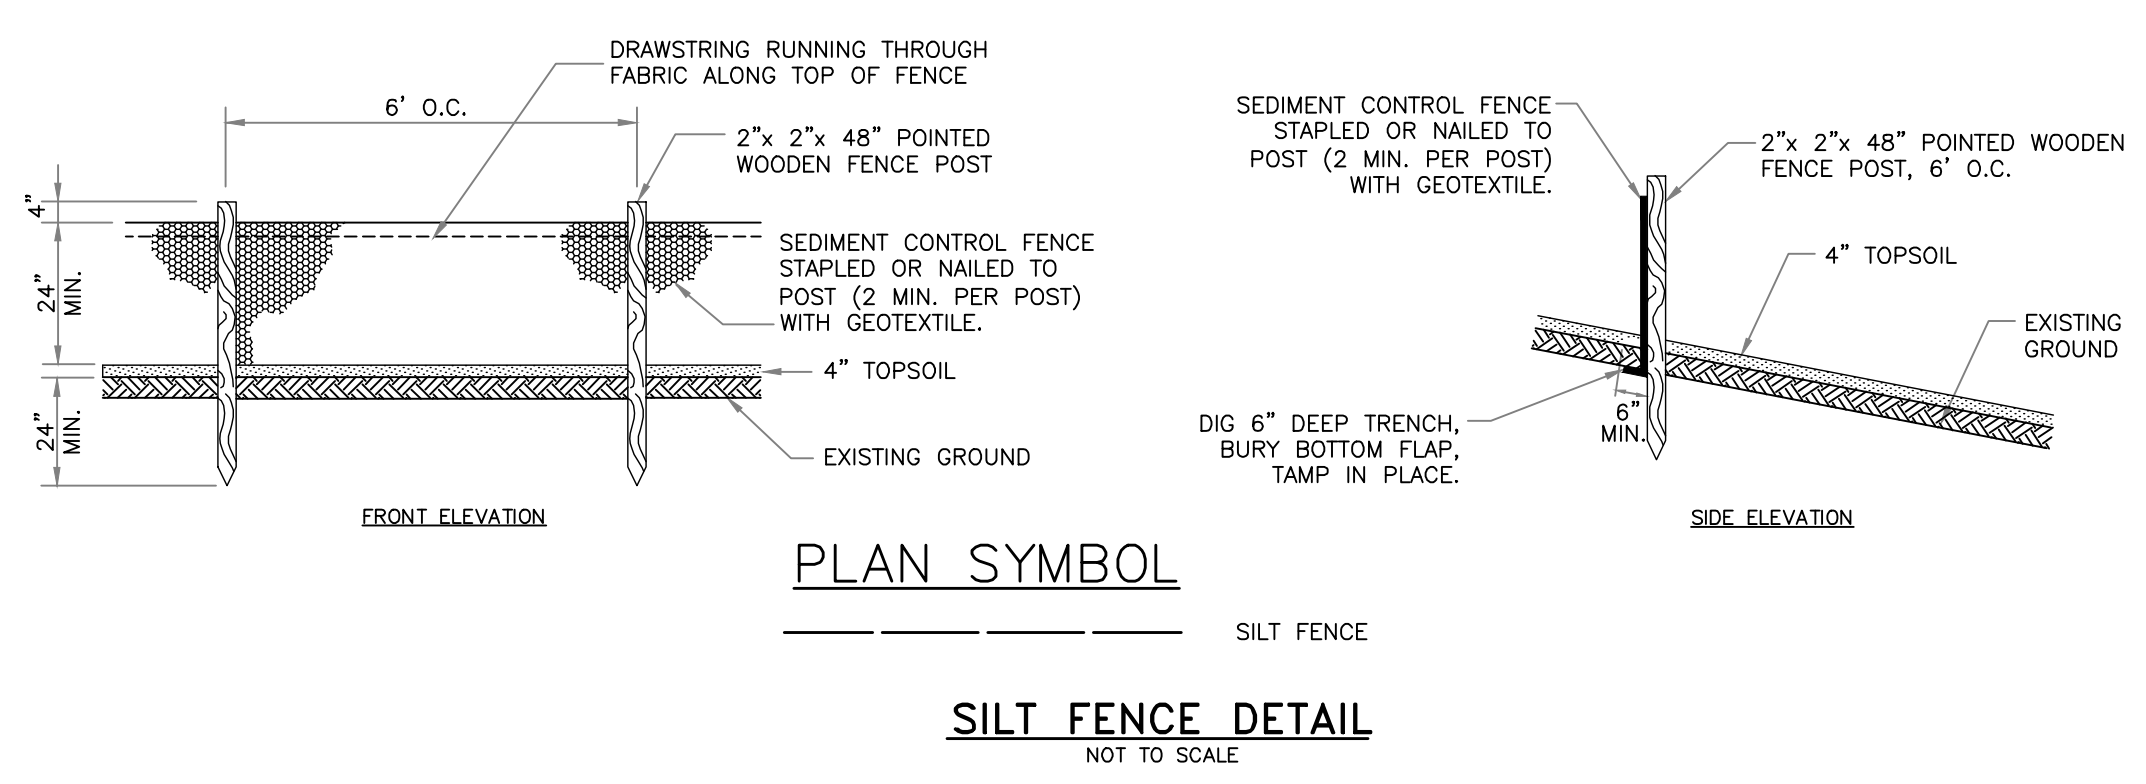 DRAWSTRING RUNNING THROUGH
FABRIC ALONG TOP OF FENCE
6' O.C.
2"x 2"x 48" POINTED
WOODEN FENCE POST
4"
24"
MIN.
24"
MIN.
SEDIMENT CONTROL FENCE
STAPLED OR NAILED TO
POST (2 MIN. PER POST)
WITH GEOTEXTILE.
4" TOPSOIL
EXISTING GROUND
FRONT ELEVATION
SEDIMENT CONTROL FENCE
STAPLED OR NAILED TO
POST (2 MIN. PER POST)
WITH GEOTEXTILE.
2"x 2"x 48" POINTED WOODEN
FENCE POST, 6' O.C.
4" TOPSOIL
EXISTING
GROUND
6"
MIN.
DIG 6" DEEP TRENCH,
BURY BOTTOM FLAP,
TAMP IN PLACE.
SIDE ELEVATION
PLAN SYMBOL
SILT FENCE
SILT FENCE DETAIL
NOT TO SCALE